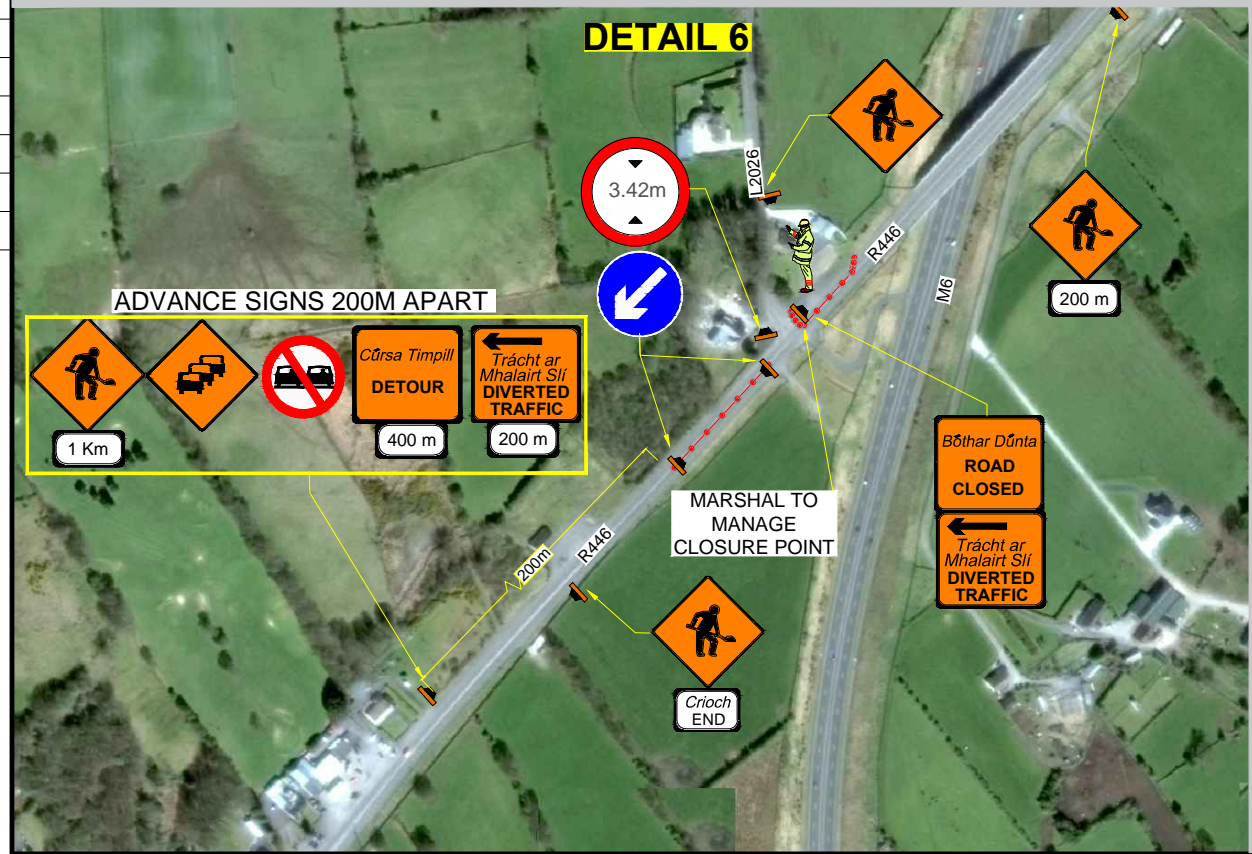 DETAIL 6
L2026
3.42m
R446
M6
200 m
ADVANCE SIGNS 200M APART
1 Km
Cúrsa Timpill
DETOUR
400 m
Trácht ar
Mhalairt Slí
DIVERTED
TRAFFIC
200 m
Bóthar Dúnta
ROAD
CLOSED
Trácht ar
Mhalairt Slí
DIVERTED
TRAFFIC
MARSHAL TO
MANAGE
CLOSURE POINT
R446
200m
Crioch
END